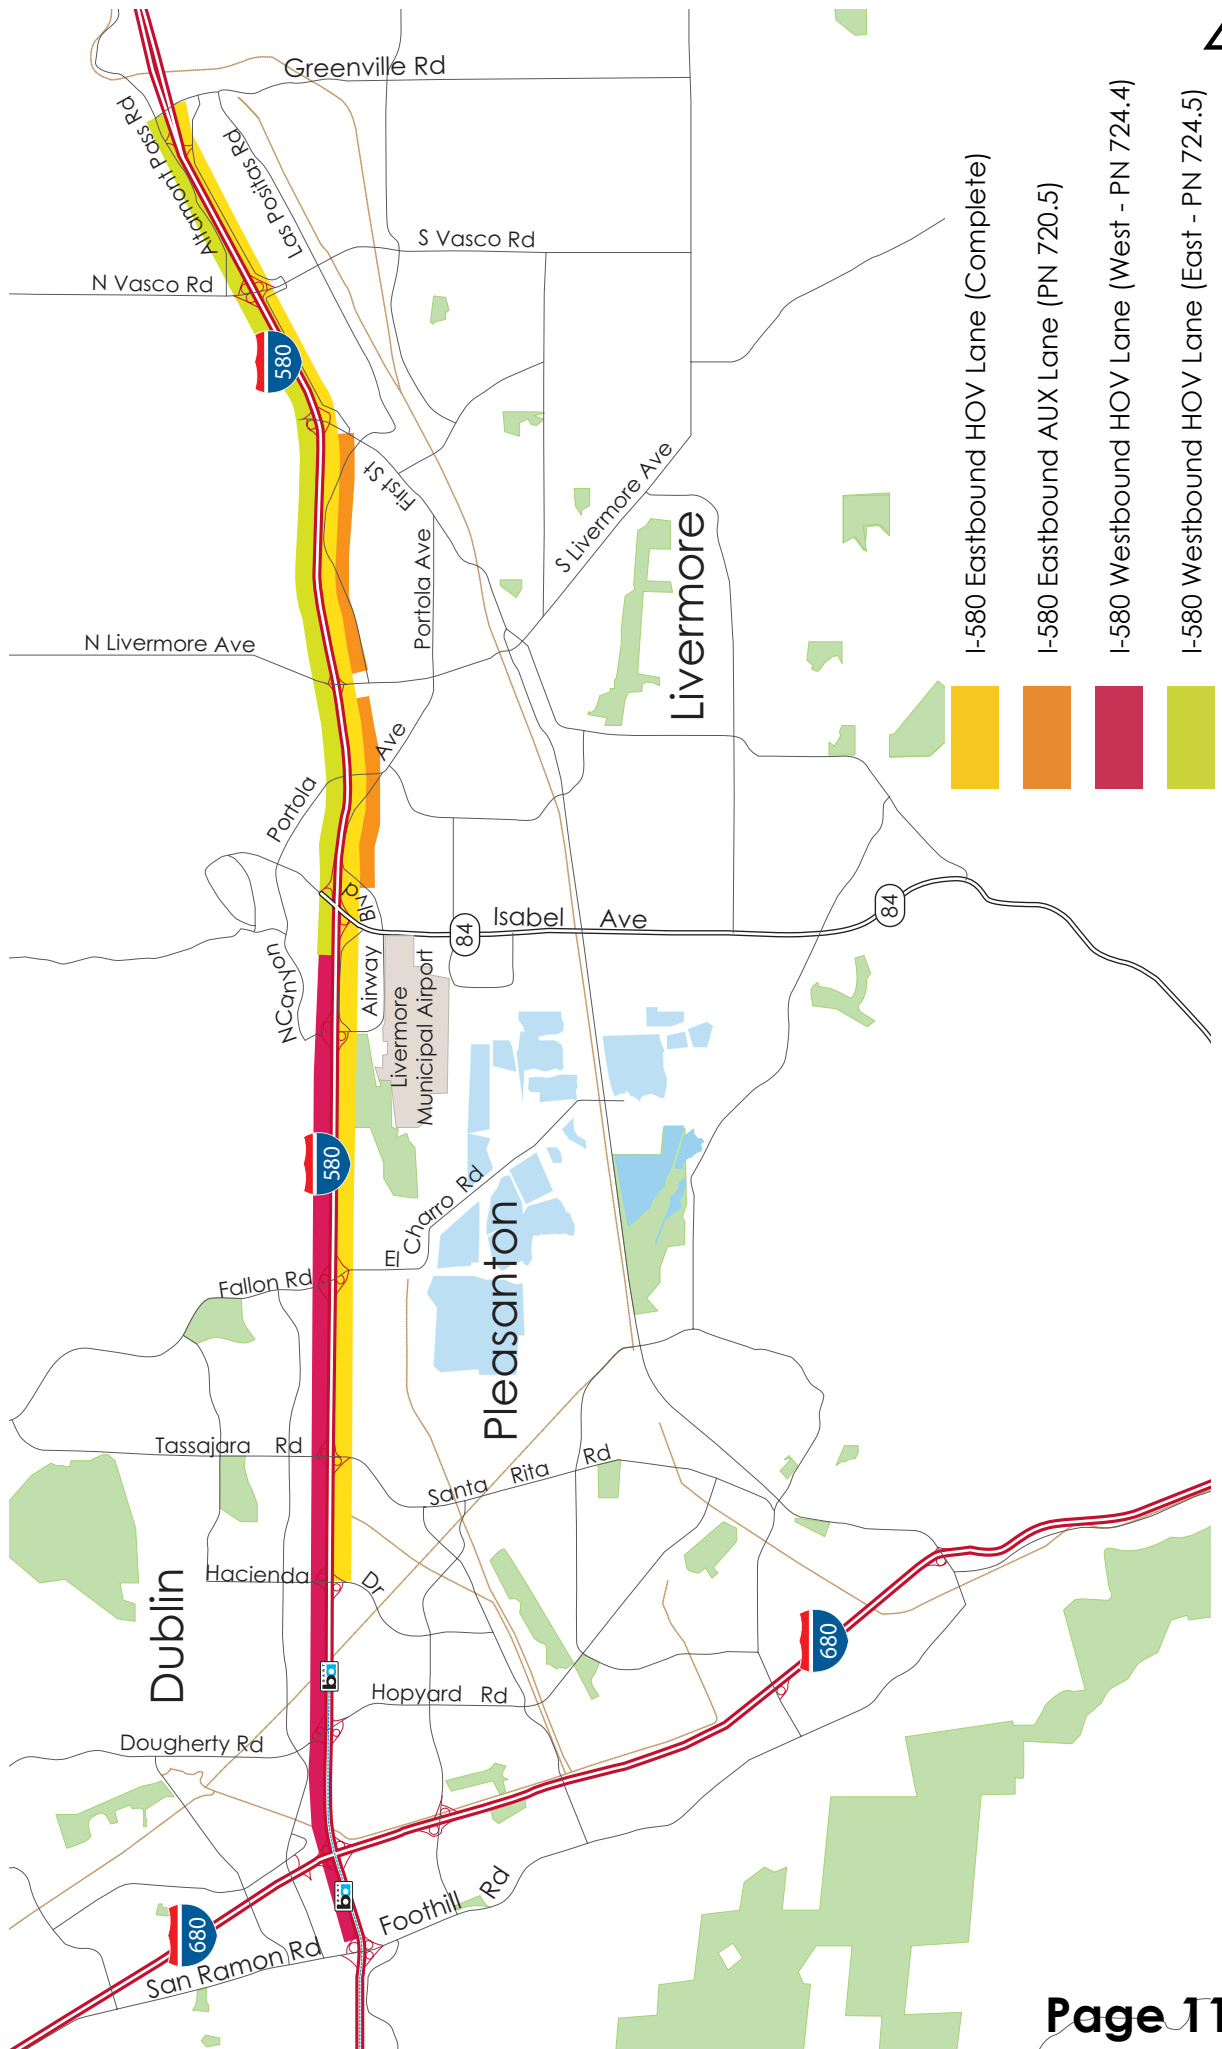 Greenville Rd
Altamont Pass Rd
Las Positas Rd
S Vasco Rd
N Vasco Rd
580
First St
S Livermore Ave
Portola Ave
N Livermore Ave
Livermore
Portola
Ave
Isabel Ave
84
84
Airway
Blvd
N Canyon
Livermore
Municipal Airport
580
El Charro Rd
Fallon Rd
Pleasanton
Tassajara Rd
Santa Rita Rd
Hacienda
Dr
Dublin
680
Hopyard Rd
Dougherty Rd
Foothill Rd
680
San Ramon Rd
I-580 Eastbound HOV Lane (Complete)
I-580 Eastbound AUX Lane (PN 720.5)
I-580 Westbound HOV Lane (West - PN 724.4)
I-580 Westbound HOV Lane (East - PN 724.5)
Page 11